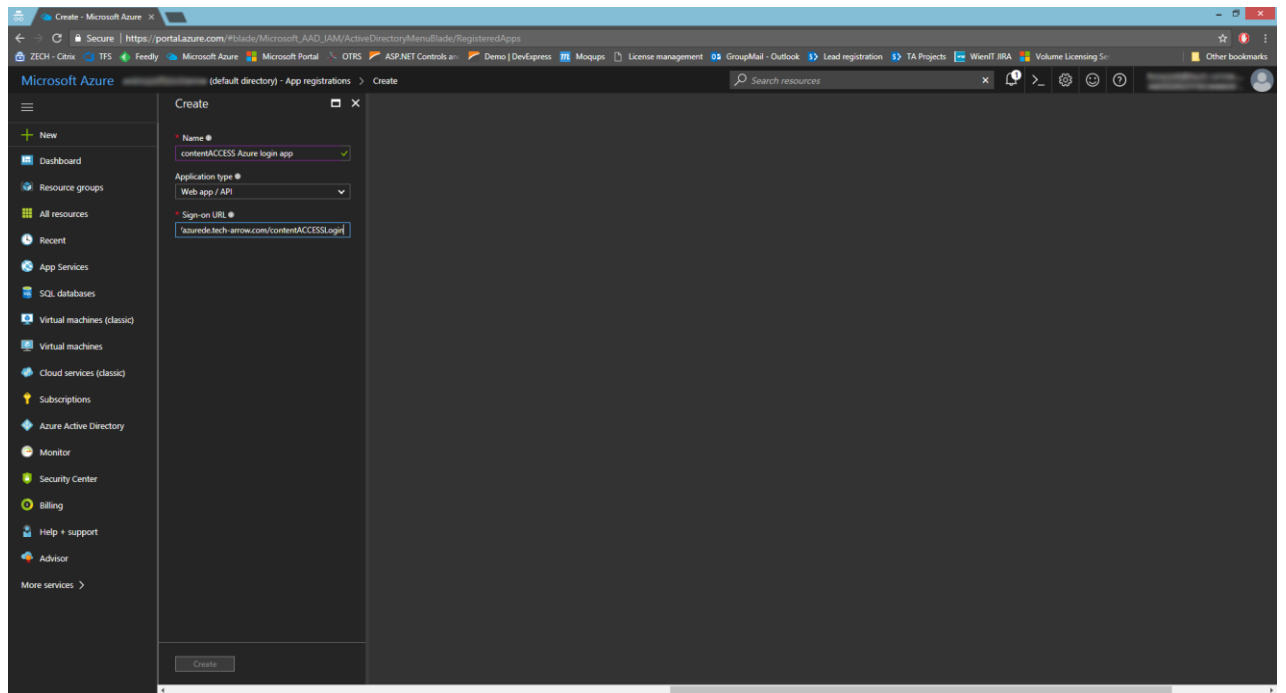 Create - Microsoft Azure
Secure | https://portal.azure.com/#blade/Microsoft_AAD_IAM/ActiveDirectoryMenuBlade/RegisteredApps
ZECH - Citrix TFS Feedly Microsoft Azure Microsoft Portal OTRS ASP.NET Controls an Demo | DevExpress Moqups License management GroupMail - Outlook Lead registration TA Projects WienIT JIRA Volume Licensing Se Other bookmarks
Microsoft Azure (default directory) - App registrations > Create Search resources
Create
New
Dashboard
Resource groups
All resources
Recent
App Services
SQL databases
Virtual machines (classic)
Virtual machines
Cloud services (classic)
Subscriptions
Azure Active Directory
Monitor
Security Center
Billing
Help + support
Advisor
More services >
* Name
contentACCESS Azure login app
Application type
Web app / API
* Sign-on URL
'azurede.tech-arrow.com/contentACCESSLogin
Create